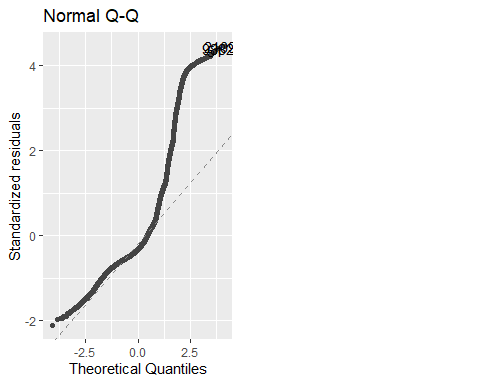 Normal Q-Q
4
2
0
-2
Standardized residuals
-2.5 0.0 2.5
Theoretical Quantiles